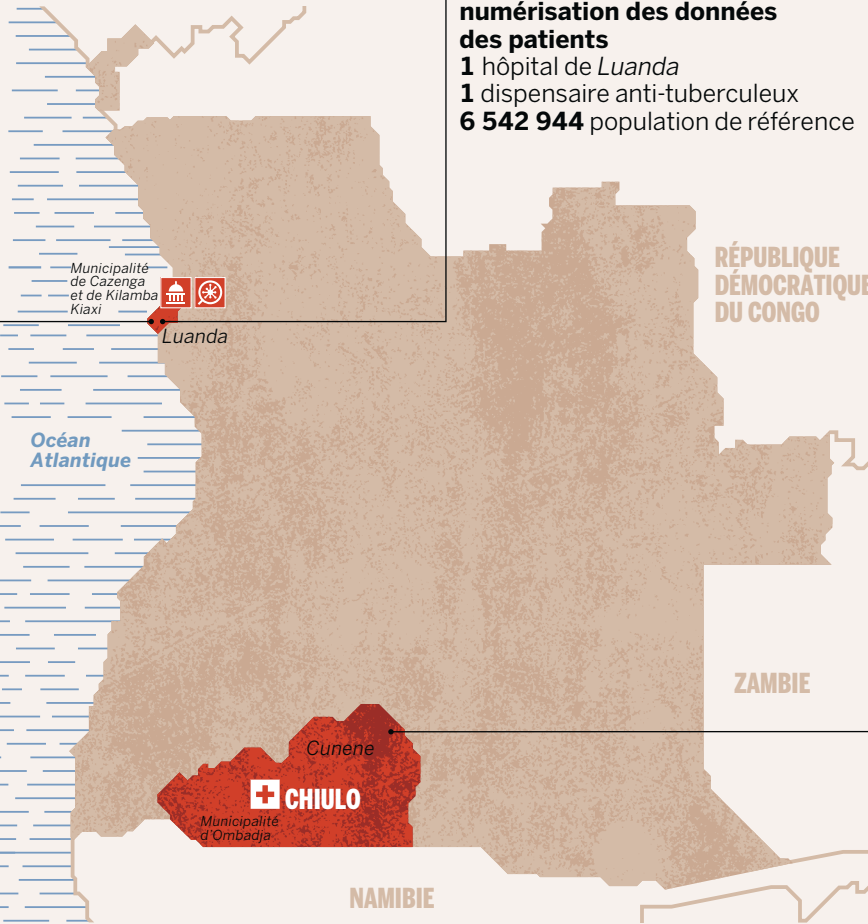 numérisation des données
des patients
1 hôpital de Luanda
1 dispensaire anti-tuberculeux
6 542 944 population de référence
RÉPUBLIQUE
DÉMOCRATIQUE
DU CONGO
Municipalité
de Cazenga
et de Kilamba
Kiaxi
Luanda
Océan
Atlantique
ZAMBIE
Cunene
CHIULO
Municipalité
d'Ombadja
NAMIBIE